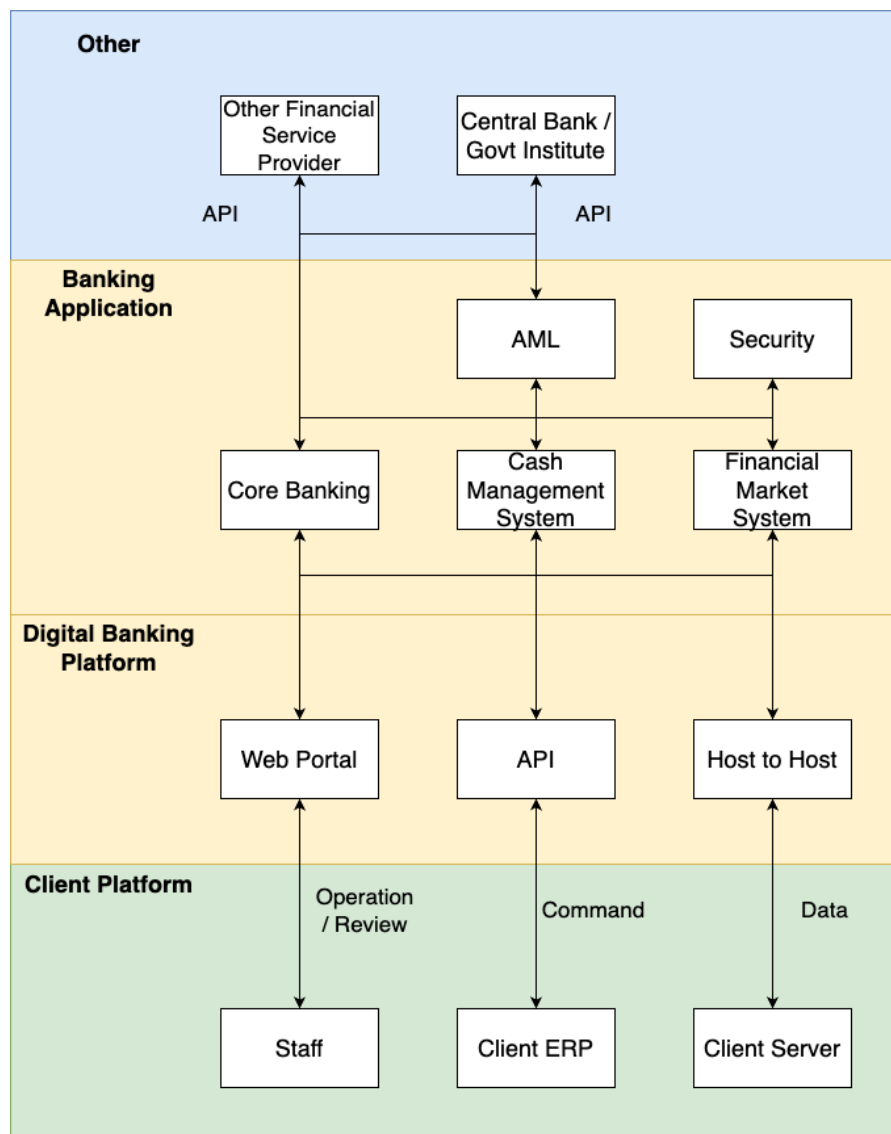 Other
Other Financial
Service
Provider
Central Bank /
Govt Institute
API
API
Banking
Application
AML
Security
Core Banking
Cash
Management
System
Financial
Market
System
Digital Banking
Platform
Web Portal
API
Host to Host
Client Platform
Operation
/ Review
Command
Data
Staff
Client ERP
Client Server